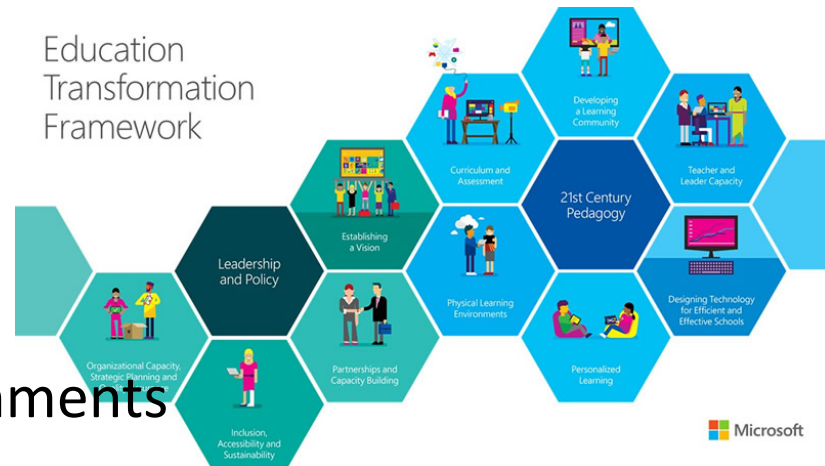 Education
Transformation
Framework
Developing
a Learning
Community
Curriculum and
Assessment
Teacher and
Leader Capacity
21st Century
Pedagogy
Establishing
a Vision
Leadership
and Policy
Physical Learning
Environments
Designing Technology
for Efficient and
Effective Schools
Organizational Capacity,
Strategic Planning and
Partnerships and
Capacity Building
Personalized
Learning
Inclusion,
Accessibility and
Sustainability
Microsoft